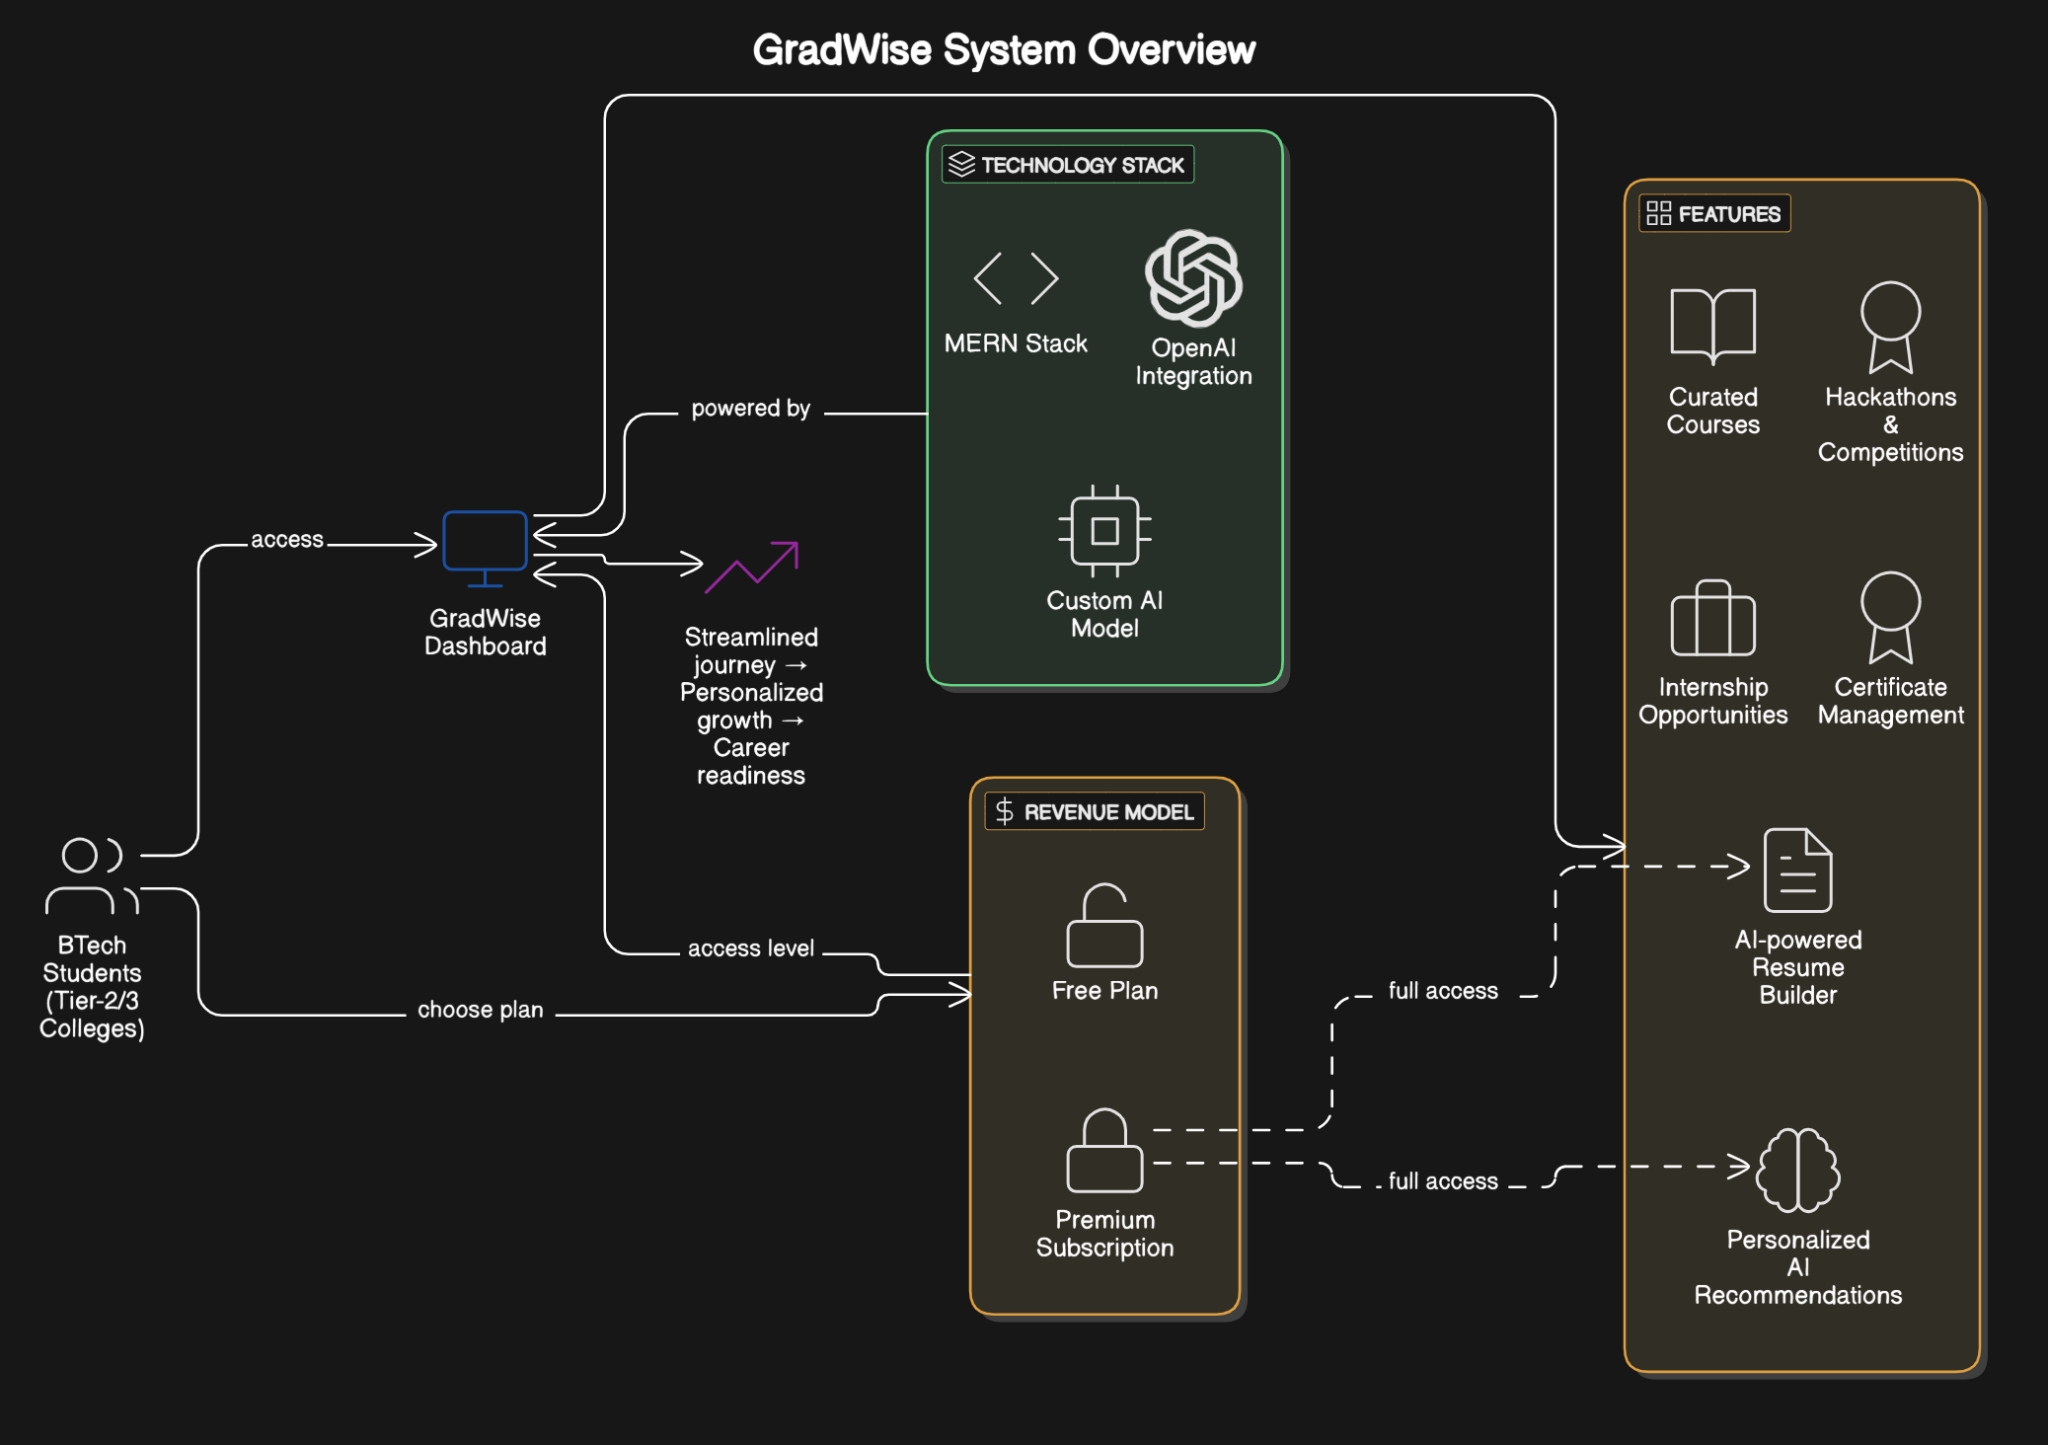 GradWise System Overview
TECHNOLOGY STACK
MERN Stack
OpenAI
Integration
Custom AI
Model
powered by
access
GradWise
Dashboard
Streamlined
journey →
Personalized
growth →
Career
readiness
BTech
Students
(Tier-2/3
Colleges)
access level
choose plan
$ REVENUE MODEL
Free Plan
Premium
Subscription
full access
full access
FEATURES
Curated
Courses
Hackathons
&
Competitions
Internship
Opportunities
Certificate
Management
AI-powered
Resume
Builder
Personalized
AI
Recommendations